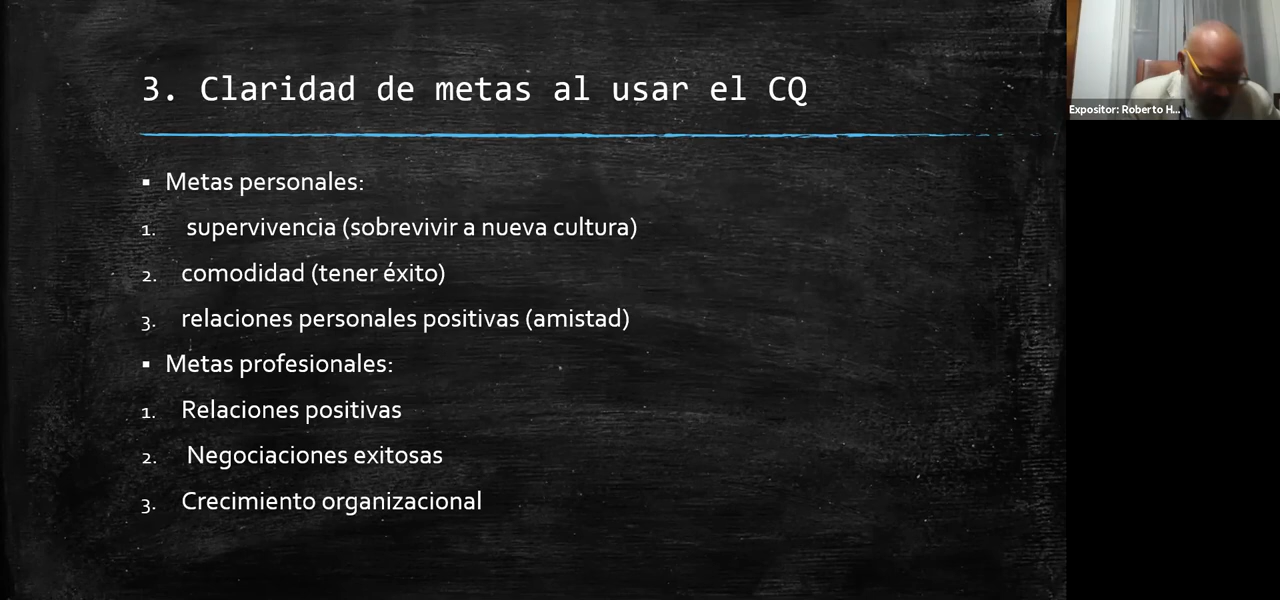 3. Claridad de metas al usar el CQ
Expositor: Roberto H...
▪ Metas personales:
1. supervivencia (sobrevivir a nueva cultura)
2. comodidad (tener éxito)
3. relaciones personales positivas (amistad)
▪ Metas profesionales:
1. Relaciones positivas
2. Negociaciones exitosas
3. Crecimiento organizacional